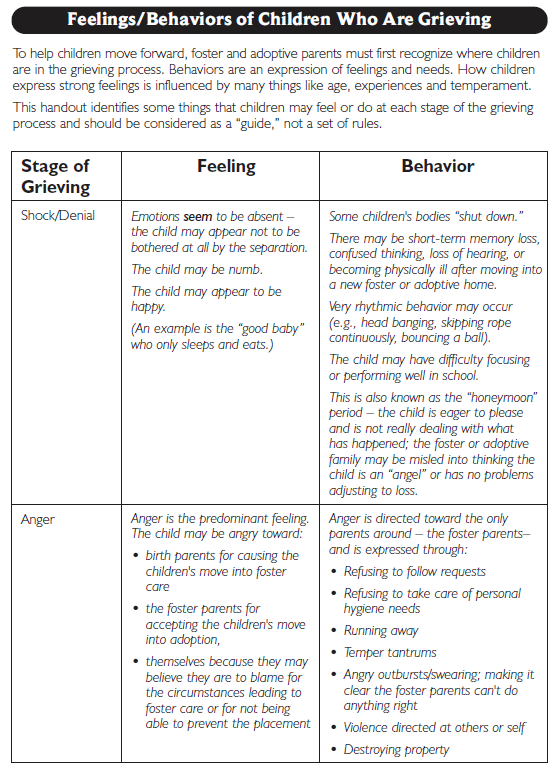 Feelings/Behaviors of Children Who Are Grieving
To help children move forward, foster and adoptive parents must first recognize where children
are in the grieving process. Behaviors are an expression of feelings and needs. How children
express strong feelings is influenced by many things like age, experiences and temperament.
This handout identifies some things that children may feel or do at each stage of the grieving
process and should be considered as a “guide,” not a set of rules.
Stage of
Grieving
Feeling
Behavior
Shock/Denial
Emotions seem to be absent –
the child may appear not to be
bothered at all by the separation.
The child may be numb.
The child may appear to be
happy.
(An example is the “good baby”
who only sleeps and eats.)
Some children's bodies “shut down.”
There may be short-term memory loss,
confused thinking, loss of hearing, or
becoming physically ill after moving into
a new foster or adoptive home.
Very rhythmic behavior may occur
(e.g., head banging, skipping rope
continuously, bouncing a ball).
The child may have difficulty focusing
or performing well in school.
This is also known as the “honeymoon”
period – the child is eager to please
and is not really dealing with what
has happened; the foster or adoptive
family may be misled into thinking the
child is an “angel” or has no problems
adjusting to loss.
Anger
Anger is the predominant feeling.
The child may be angry toward:
• birth parents for causing the
children's move into foster
care
• the foster parents for
accepting the children's move
into adoption,
• themselves because they may
believe they are to blame for
the circumstances leading to
foster care or for not being
able to prevent the placement
Anger is directed toward the only
parents around – the foster parents–
and is expressed through:
• Refusing to follow requests
• Refusing to take care of personal
hygiene needs
• Running away
• Temper tantrums
• Angry outbursts/swearing; making it
clear the foster parents can't do
anything right
• Violence directed at others or self
• Destroying property